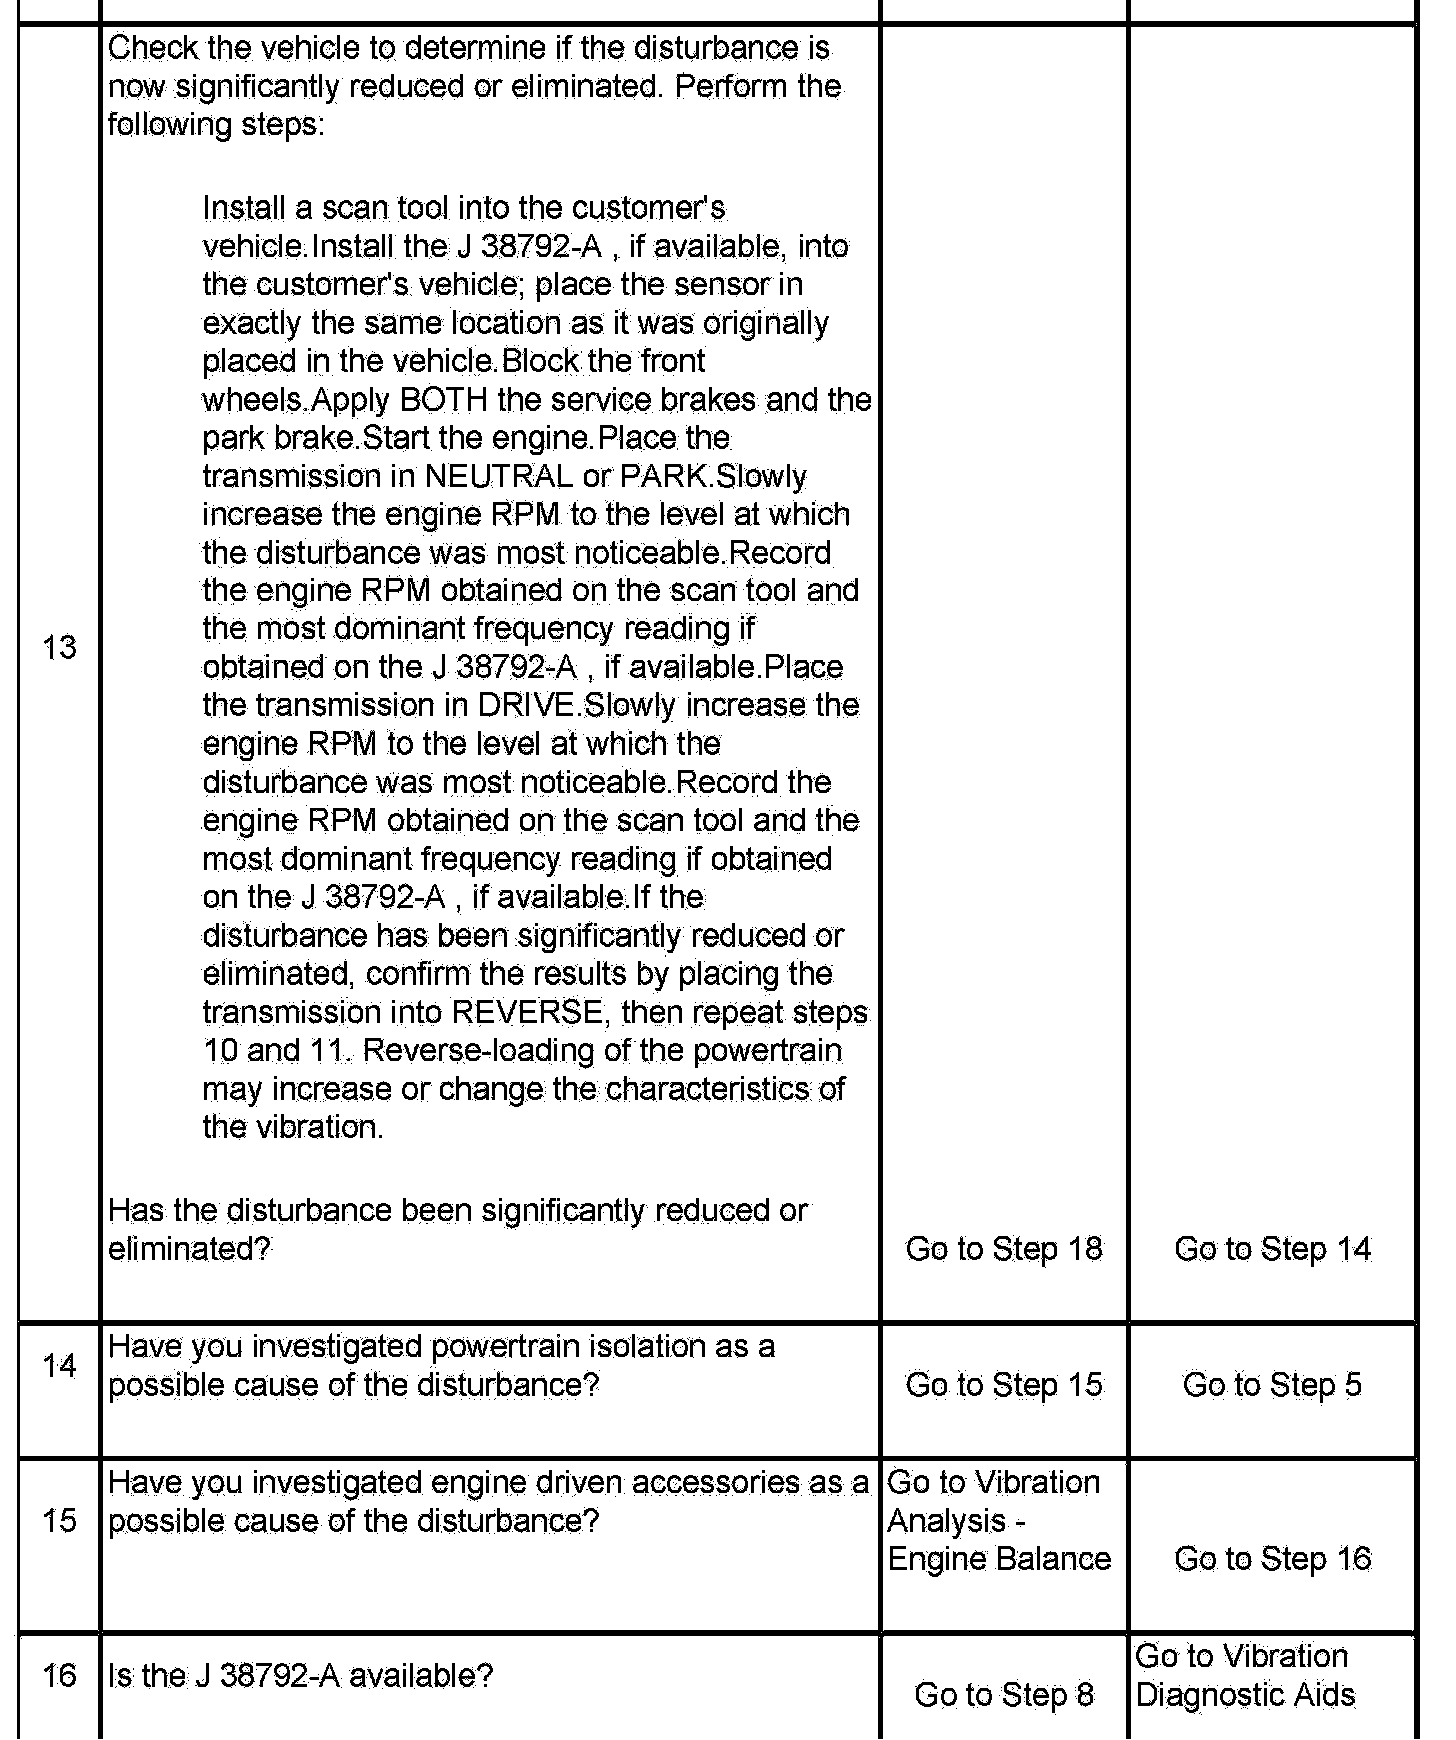 Check the vehicle to determine if the disturbance is
now significantly reduced or eliminated. Perform the
following steps:
Install a scan tool into the customer's
vehicle.Install the J 38792-A , if available, into
the customer's vehicle; place the sensor in
exactly the same location as it was originally
placed in the vehicle.Block the front
wheels.Apply BOTH the service brakes and the
park brake.Start the engine.Place the
transmission in NEUTRAL or PARK.Slowly
increase the engine RPM to the level at which
the disturbance was most noticeable.Record
the engine RPM obtained on the scan tool and
the most dominant frequency reading if
13
obtained on the J 38792-A , if available.Place
the transmission in DRIVE.Slowly increase the
engine RPM to the level at which the
disturbance was most noticeable.Record the
engine RPM obtained on the scan tool and the
most dominant frequency reading if obtained
on the J 38792-A , if available.If the
disturbance has been significantly reduced or
eliminated, confirm the results by placing the
transmission into REVERSE, then repeat steps
10 and 11. Reverse-loading of the powertrain
may increase or change the characteristics of
the vibration.
Has the disturbance been significantly reduced or
eliminated?
Go to Step 18
Go to Step 14
14
Have you investigated powertrain isolation as a
possible cause of the disturbance?
Go to Step 15
Go to Step 5
15
Have you investigated engine driven accessories as a
possible cause of the disturbance?
Go to Vibration
Analysis -
Engine Balance
Go to Step 16
16
Is the J 38792-A available?
Go to Step 8
Go to Vibration
Diagnostic Aids